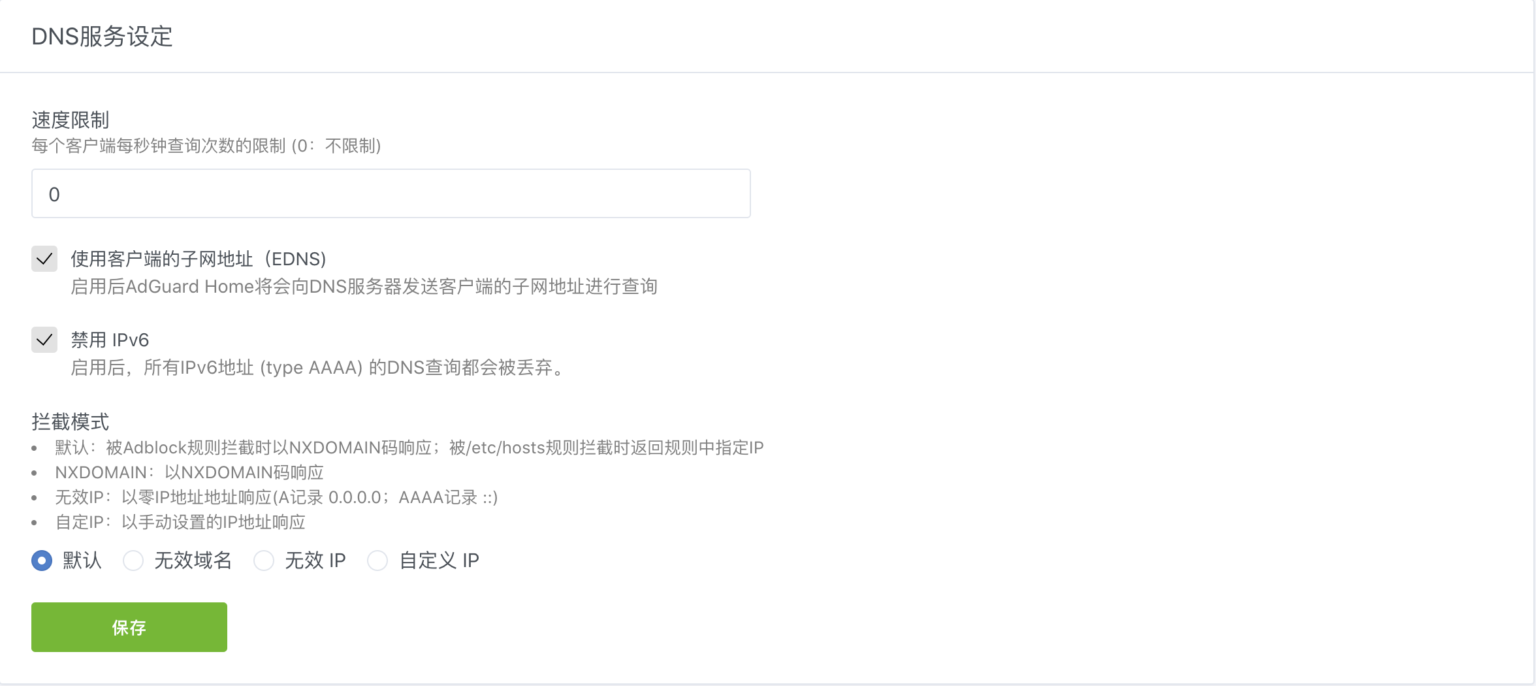 DNS服务设定
速度限制
每个客户端每秒钟查询次数的限制 (0：不限制)
0
使用客户端的子网地址（EDNS)
启用后AdGuard Home将会向DNS服务器发送客户端的子网地址进行查询
禁用 IPv6
启用后，所有IPv6地址 (type AAAA) 的DNS查询都会被丢弃。
拦截模式
• 默认：被Adblock规则拦截时以NXDOMAIN码响应；被/etc/hosts规则拦截时返回规则中指定IP
• NXDOMAIN：以NXDOMAIN码响应
• 无效IP：以零IP地址地址响应(A记录 0.0.0.0；AAAA记录 ::)
• 自定IP：以手动设置的IP地址响应
默认 无效域名 无效 IP 自定义 IP
保存